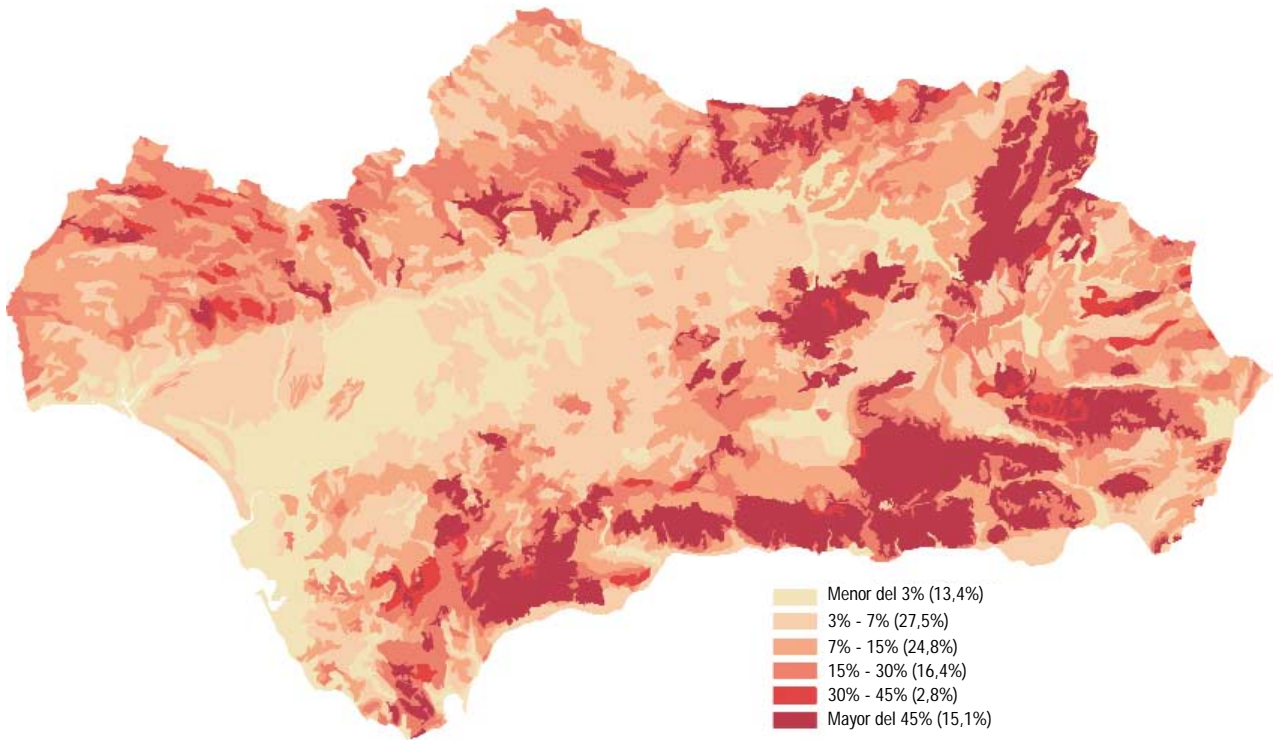 Menor del 3% (13,4%)
3% - 7% (27,5%)
7% - 15% (24,8%)
15% - 30% (16,4%)
30% - 45% (2,8%)
Mayor del 45% (15,1%)